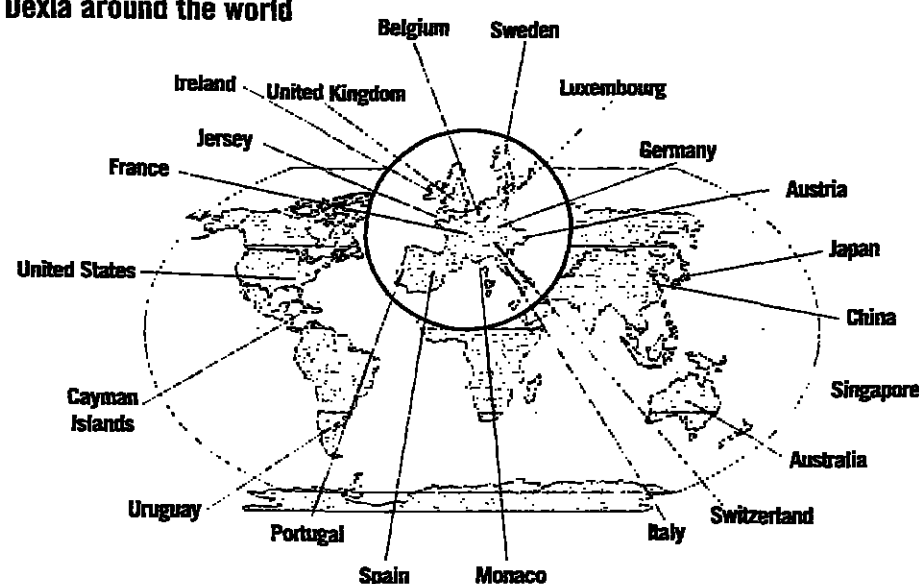 Dexia around the world
Belgium
Sweden
Ireland
United Kingdom
Luxembourg
Jersey
Germany
France
Austria
United States
Japan
China
Cayman
Islands
Singapore
Australia
Uruguay
Portugal
Italy
Switzerland
Spain
Monaco